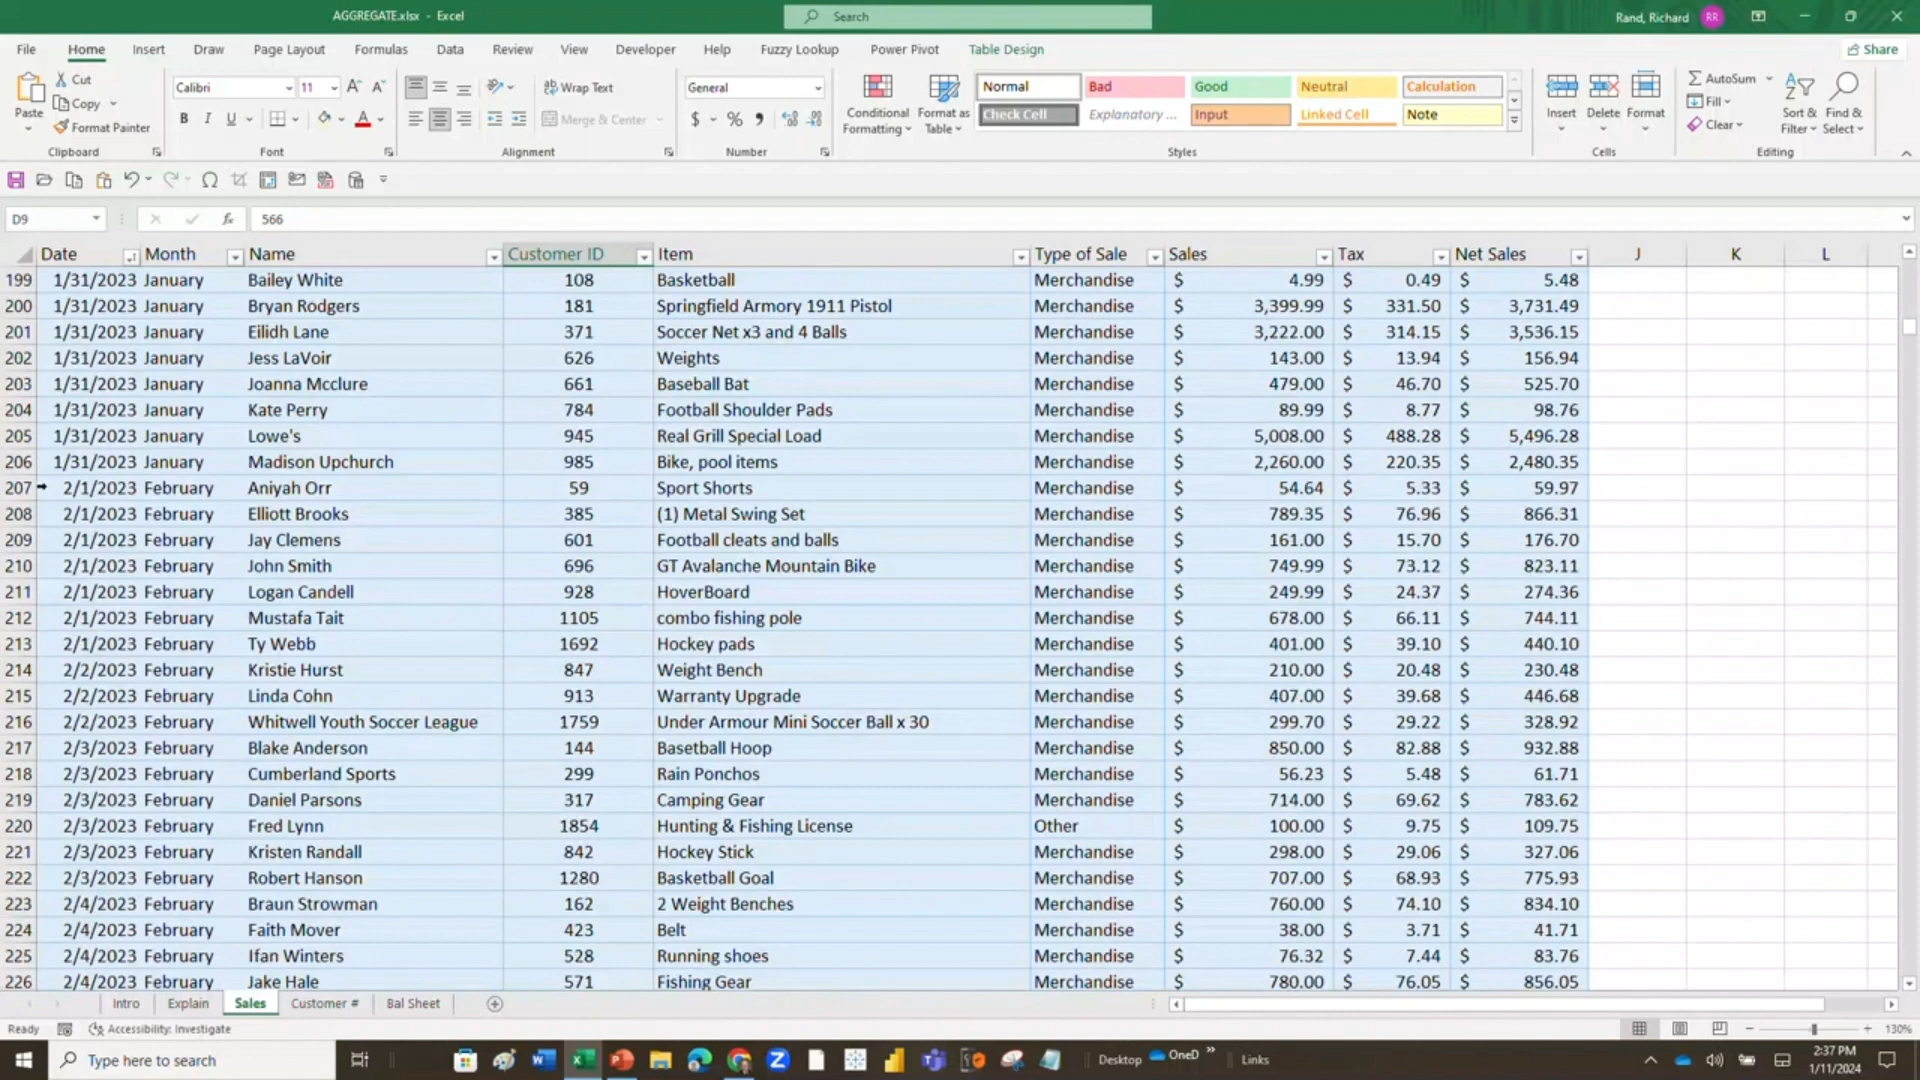 AGGREGATE.xlsx - Excel
Search
Rand, Richard RR
File Home Insert Draw Page Layout Formulas Data Review View Developer Help Fuzzy Lookup Power Pivot Table Design Share
Paste Cut Copy Format Painter
Calibri 11
Wrap Text
Merge & Center
General
Conditional Formatting
Format as Table
Normal Bad Good Neutral Calculation
Check Cell Explanatory ... Input Linked Cell Note
Insert Delete Format
AutoSum
Fill
Clear
Sort & Filter
Find & Select
Clipboard Font Alignment Number Styles Cells Editing
D9 fx 566
Date Month Name Customer ID Item Type of Sale Sales Tax Net Sales J K L
199 1/31/2023 January Bailey White 108 Basketball Merchandise $ 4.99 $ 0.49 $ 5.48
200 1/31/2023 January Bryan Rodgers 181 Springfield Armory 1911 Pistol Merchandise $ 3,399.99 $ 331.50 $ 3,731.49
201 1/31/2023 January Eilidh Lane 371 Soccer Net x3 and 4 Balls Merchandise $ 3,222.00 $ 314.15 $ 3,536.15
202 1/31/2023 January Jess LaVoir 626 Weights Merchandise $ 143.00 $ 13.94 $ 156.94
203 1/31/2023 January Joanna Mcclure 661 Baseball Bat Merchandise $ 479.00 $ 46.70 $ 525.70
204 1/31/2023 January Kate Perry 784 Football Shoulder Pads Merchandise $ 89.99 $ 8.77 $ 98.76
205 1/31/2023 January Lowe's 945 Real Grill Special Load Merchandise $ 5,008.00 $ 488.28 $ 5,496.28
206 1/31/2023 January Madison Upchurch 985 Bike, pool items Merchandise $ 2,260.00 $ 220.35 $ 2,480.35
207 2/1/2023 February Aniyah Orr 59 Sport Shorts Merchandise $ 54.64 $ 5.33 $ 59.97
208 2/1/2023 February Elliott Brooks 385 (1) Metal Swing Set Merchandise $ 789.35 $ 76.96 $ 866.31
209 2/1/2023 February Jay Clemens 601 Football cleats and balls Merchandise $ 161.00 $ 15.70 $ 176.70
210 2/1/2023 February John Smith 696 GT Avalanche Mountain Bike Merchandise $ 749.99 $ 73.12 $ 823.11
211 2/1/2023 February Logan Candell 928 HoverBoard Merchandise $ 249.99 $ 24.37 $ 274.36
212 2/1/2023 February Mustafa Tait 1105 combo fishing pole Merchandise $ 678.00 $ 66.11 $ 744.11
213 2/1/2023 February Ty Webb 1692 Hockey pads Merchandise $ 401.00 $ 39.10 $ 440.10
214 2/2/2023 February Kristie Hurst 847 Weight Bench Merchandise $ 210.00 $ 20.48 $ 230.48
215 2/2/2023 February Linda Cohn 913 Warranty Upgrade Merchandise $ 407.00 $ 39.68 $ 446.68
216 2/2/2023 February Whitwell Youth Soccer League 1759 Under Armour Mini Soccer Ball x 30 Merchandise $ 299.70 $ 29.22 $ 328.92
217 2/3/2023 February Blake Anderson 144 Basetball Hoop Merchandise $ 850.00 $ 82.88 $ 932.88
218 2/3/2023 February Cumberland Sports 299 Rain Ponchos Merchandise $ 56.23 $ 5.48 $ 61.71
219 2/3/2023 February Daniel Parsons 317 Camping Gear Merchandise $ 714.00 $ 69.62 $ 783.62
220 2/3/2023 February Fred Lynn 1854 Hunting & Fishing License Other $ 100.00 $ 9.75 $ 109.75
221 2/3/2023 February Kristen Randall 842 Hockey Stick Merchandise $ 298.00 $ 29.06 $ 327.06
222 2/3/2023 February Robert Hanson 1280 Basketball Goal Merchandise $ 707.00 $ 68.93 $ 775.93
223 2/4/2023 February Braun Strowman 162 2 Weight Benches Merchandise $ 760.00 $ 74.10 $ 834.10
224 2/4/2023 February Faith Mover 423 Belt Merchandise $ 38.00 $ 3.71 $ 41.71
225 2/4/2023 February Ifan Winters 528 Running shoes Merchandise $ 76.32 $ 7.44 $ 83.76
226 2/4/2023 February Jake Hale 571 Fishing Gear Merchandise $ 780.00 $ 76.05 $ 856.05
Intro Explain Sales Customer # Bal Sheet
Ready Accessibility: Investigate 130%
Type here to search Desktop OneD Links 2:37 PM
1/11/2024